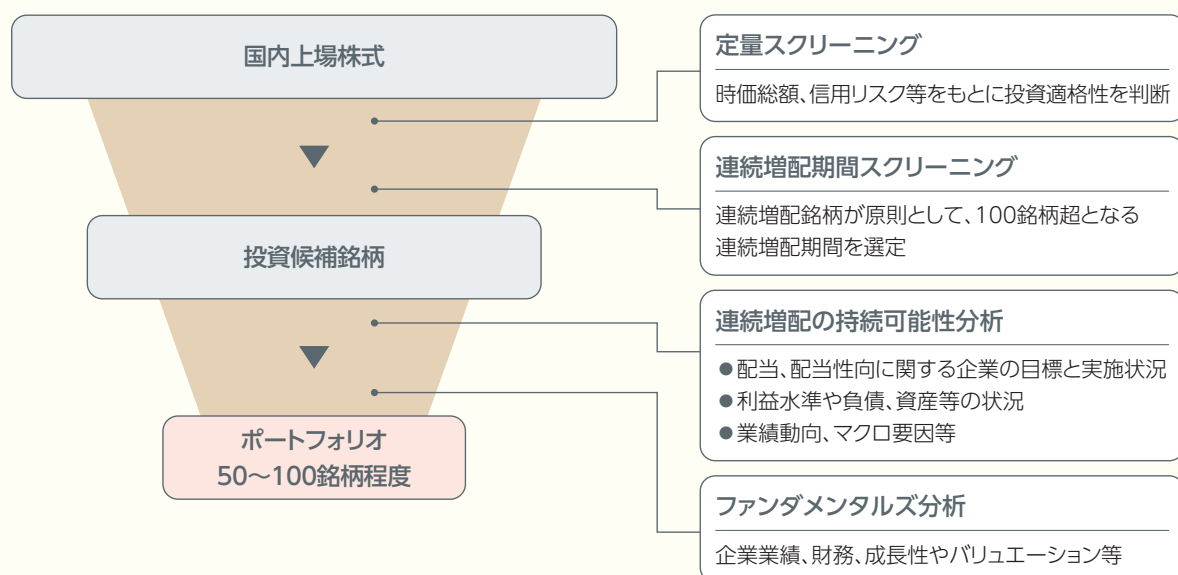 国内上場株式
投資候補銘柄
ポートフォリオ
50〜100銘柄程度
定量スクリーニング
時価総額、信用リスク等をもとに投資適格性を判断
連続増配期間スクリーニング
連続増配銘柄が原則として、100銘柄超となる
連続増配期間を選定
連続増配の持続可能性分析
●配当、配当性向に関する企業の目標と実施状況
●利益水準や負債、資産等の状況
●業績動向、マクロ要因等
ファンダメンタルズ分析
企業業績、財務、成長性やバリュエーション等